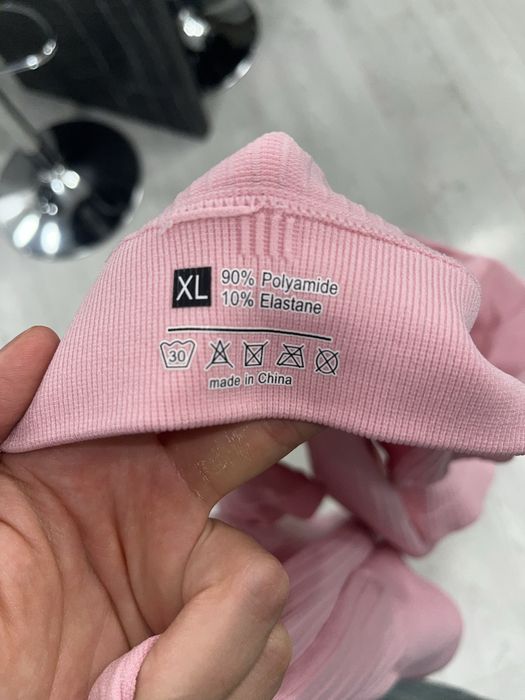 XL
90% Polyamide
10% Elastane
30
made in China